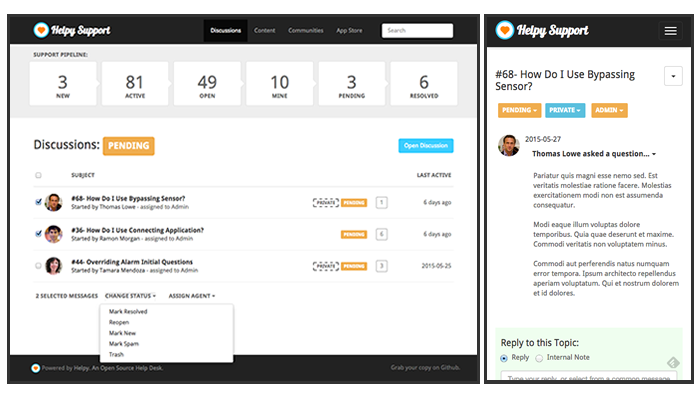 Helpy Support
Discussions Content Communities App Store Search
SUPPORT PIPELINE:
3 81 49 10 3 6
NEW ACTIVE OPEN MINE PENDING RESOLVED
Discussions: PENDING Open Discussion
SUBJECT LAST ACTIVE
#68- How Do I Use Bypassing Sensor? PRIVATE PENDING 1 6 days ago
Started by Thomas Lowe - assigned to Admin
#36- How Do I Use Connecting Application? PENDING 6 6 days ago
Started by Ramon Morgan - assigned to Admin
#44- Overriding Alarm Initial Questions PRIVATE PENDING 3 2015-05-25
Started by Tamara Mendoza - assigned to Admin
2 SELECTED MESSAGES CHANGE STATUS ASSIGN AGENT
Mark Resolved
Reopen
Mark New
Mark Spam
Trash
Powered by Helpy. An Open Source Help Desk. Grab your copy on Github.
Helpy Support
#68- How Do I Use Bypassing
Sensor?
PENDING PRIVATE ADMIN
2015-05-27
Thomas Lowe asked a question...
Pariatur quis magni esse nemo sed. Est
veritatis molestiae ratione facere. Molestias
exercitationem modi non est assumenda
consequatur.
Modi eaque illum voluptas dolore
temporibus. Quia quae deserunt et maxime.
Commodi veritatis non voluptatem minus.
Commodi aut perferendis natus numquam
error tempora. Ipsum architecto repellendus
aperiam voluptatum. Qui et nostrum dolorem
et id dolores.
Reply to this Topic:
Reply Internal Note
Type your reply, or select from a common message